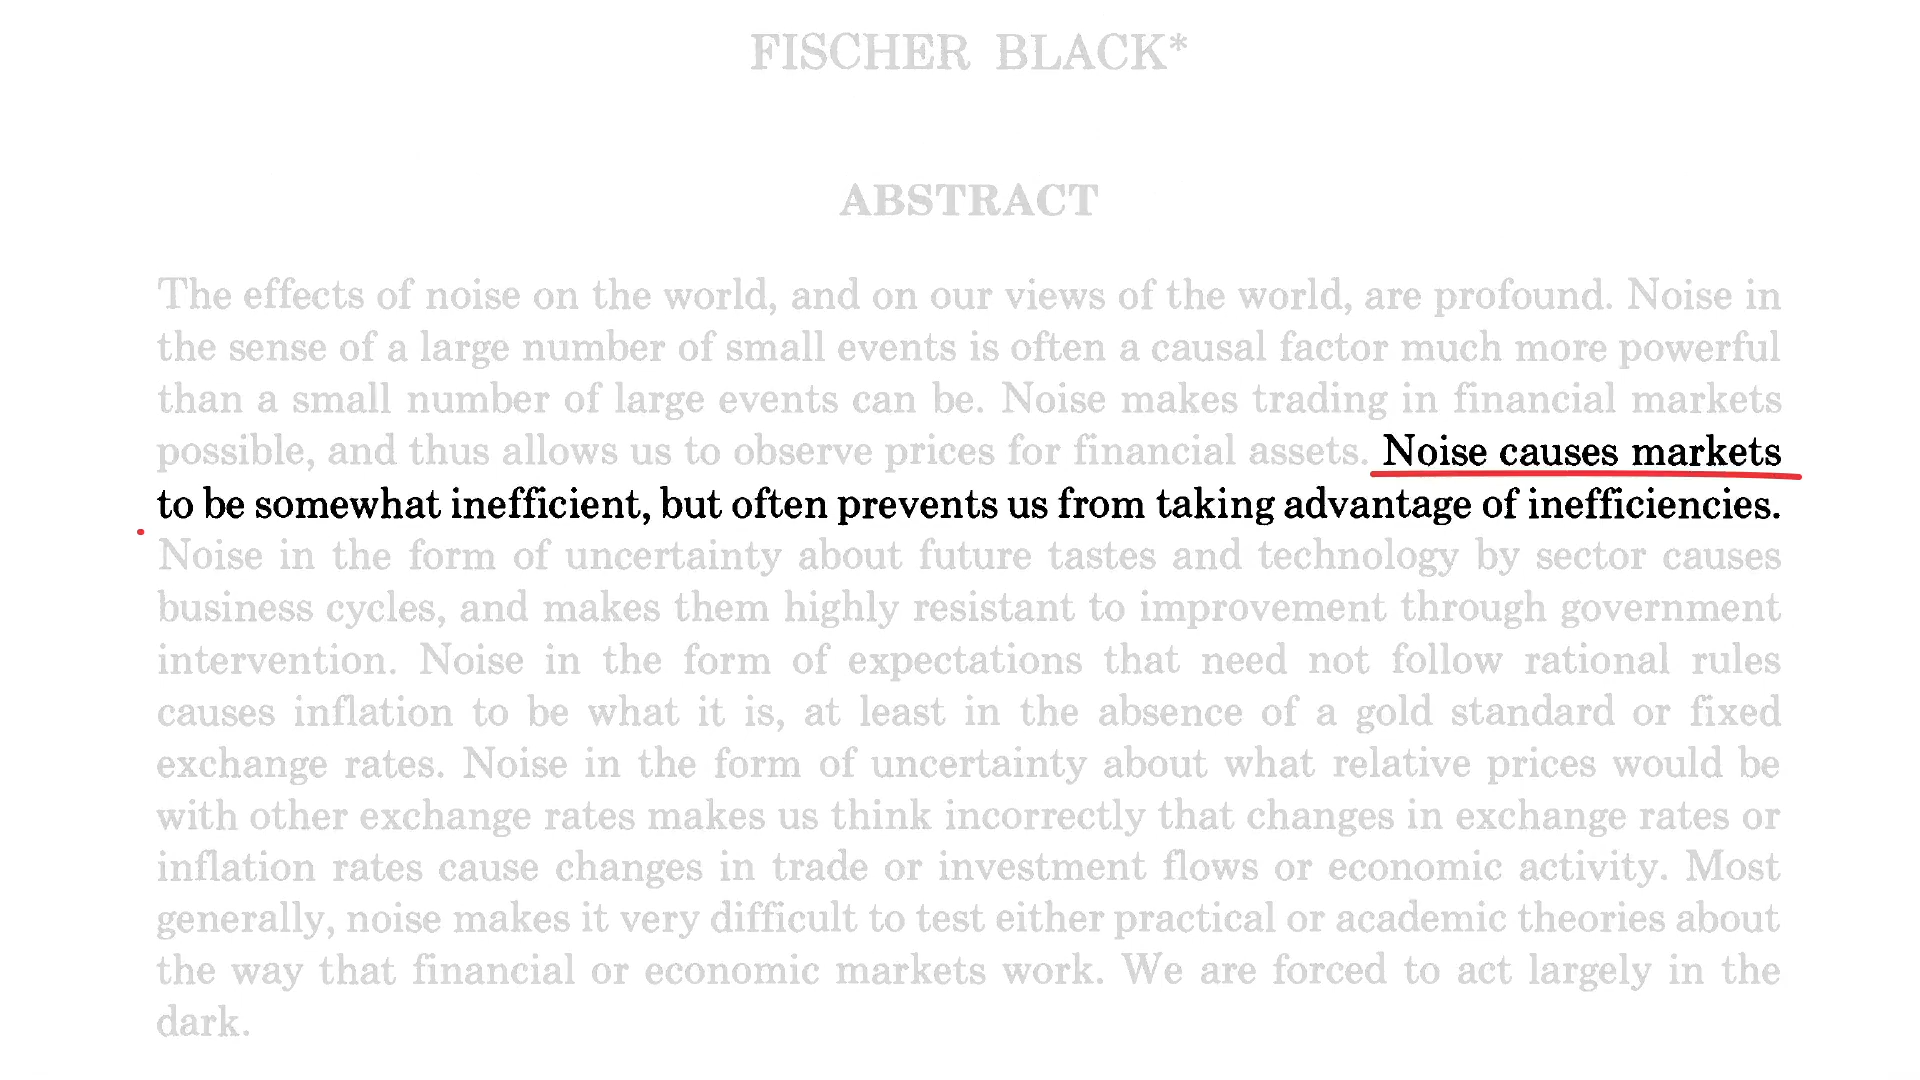 FISCHER BLACK*
ABSTRACT
The effects of noise on the world, and on our views of the world, are profound. Noise in
the sense of a large number of small events is often a causal factor much more powerful
than a small number of large events can be. Noise makes trading in financial markets
possible, and thus allows us to observe prices for financial assets. Noise causes markets
to be somewhat inefficient, but often prevents us from taking advantage of inefficiencies.
Noise in the form of uncertainty about future tastes and technology by sector causes
business cycles, and makes them highly resistant to improvement through government
intervention. Noise in the form of expectations that need not follow rational rules
causes inflation to be what it is, at least in the absence of a gold standard or fixed
exchange rates. Noise in the form of uncertainty about what relative prices would be
with other exchange rates makes us think incorrectly that changes in exchange rates or
inflation rates cause changes in trade or investment flows or economic activity. Most
generally, noise makes it very difficult to test either practical or academic theories about
the way that financial or economic markets work. We are forced to act largely in the
dark.